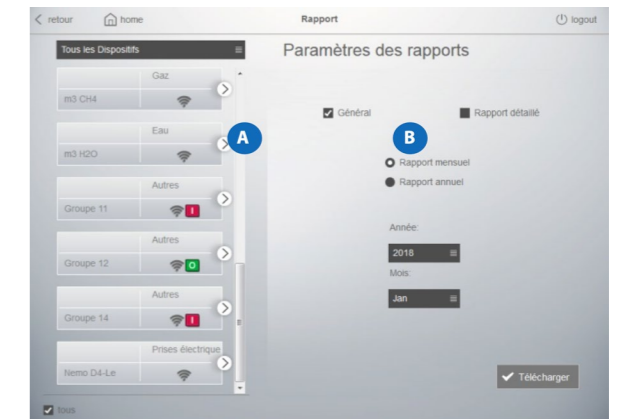 retour
home
Rapport
logout
Tous les Dispositifs
Paramètres des rapports
Gaz
m3 CH4
Eau
m3 H2O
A
Autres
Groupe 11
I
Autres
Groupe 12
O
Autres
Groupe 14
I
Prises électrique
Nemo D4-Le
tous
Général
Rapport détaillé
B
Rapport mensuel
Rapport annuel
Année:
2018
Mois:
Jan
Télécharger